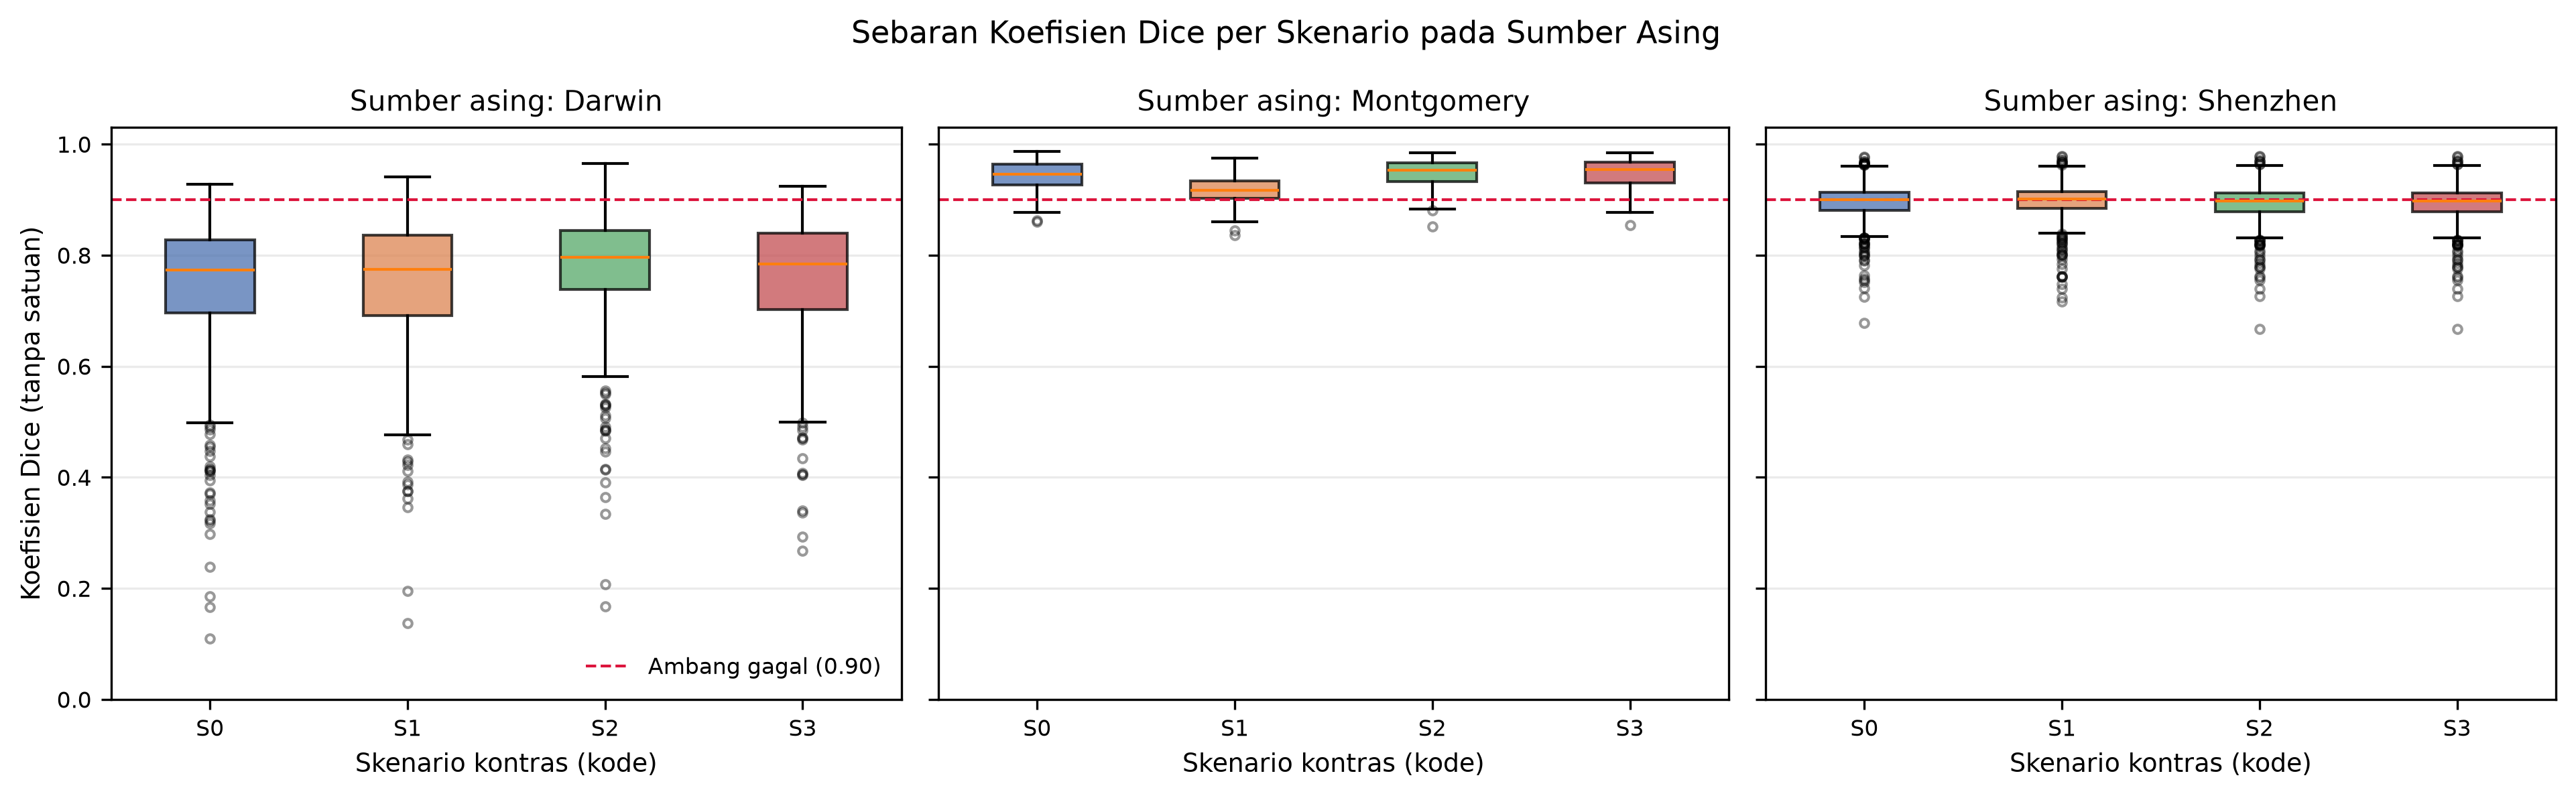 Sebaran Koefisien Dice per Skenario pada Sumber Asing
Sumber asing: Darwin
Koefisien Dice (tanpa satuan)
1.0
0.8
0.6
0.4
0.2
0.0
Ambang gagal (0.90)
S0 S1 S2 S3
Skenario kontras (kode)
Sumber asing: Montgomery
S0 S1 S2 S3
Skenario kontras (kode)
Sumber asing: Shenzhen
S0 S1 S2 S3
Skenario kontras (kode)